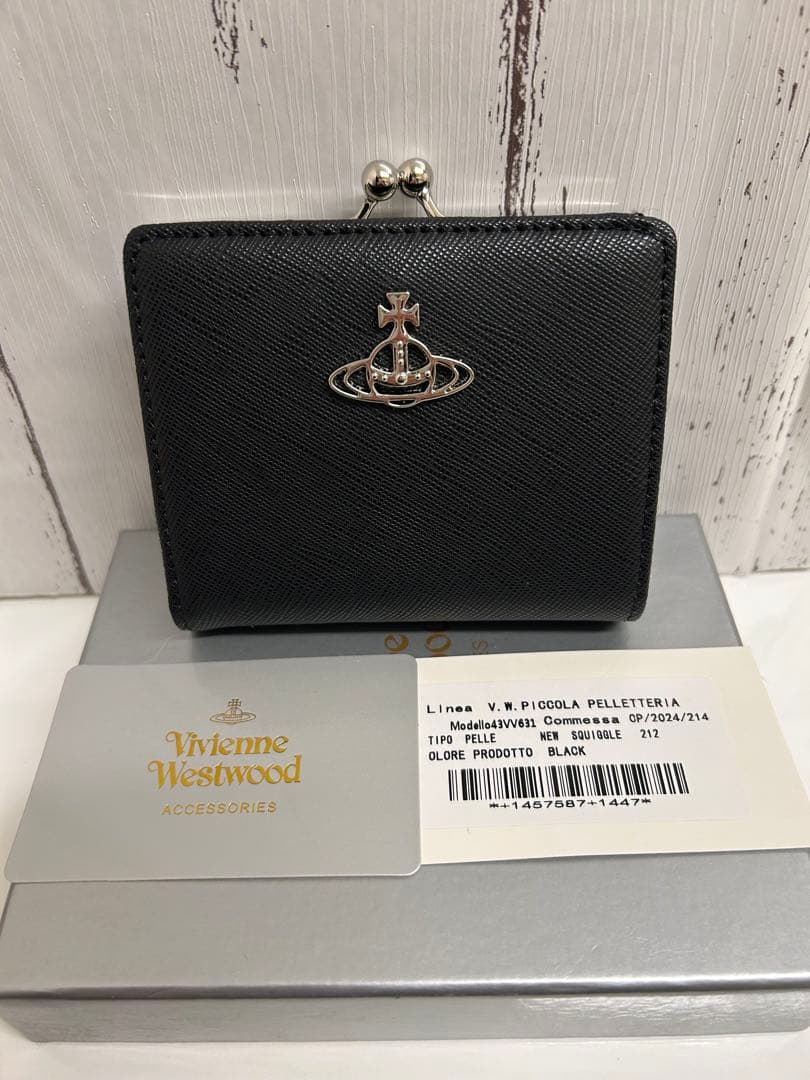 e
o
s
Vivienne
Westwood
ACCESSORIES
Linea V.W.PICCOLA PELLETTERIA
Modello43VV631 Commessa OP/2024/214
TIPO PELLE NEW SQUIGGLE 212
OLORE PRODOTTO BLACK
*+1457587+1447*